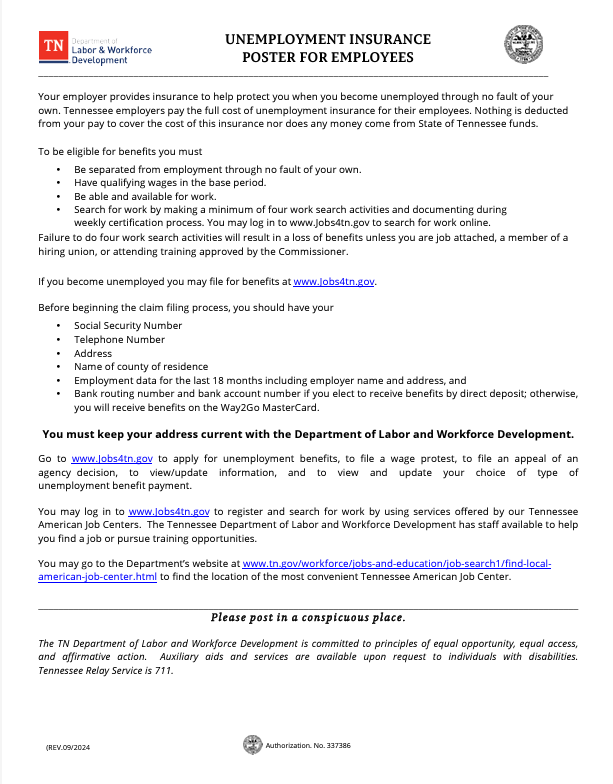 TN
Department of
Labor & Workforce
Development
UNEMPLOYMENT INSURANCE
POSTER FOR EMPLOYEES
Your employer provides insurance to help protect you when you become unemployed through no fault of your
own. Tennessee employers pay the full cost of unemployment insurance for their employees. Nothing is deducted
from your pay to cover the cost of this insurance nor does any money come from State of Tennessee funds.
To be eligible for benefits you must
• Be separated from employment through no fault of your own.
• Have qualifying wages in the base period.
• Be able and available for work.
• Search for work by making a minimum of four work search activities and documenting during
weekly certification process. You may log in to www.Jobs4tn.gov to search for work online.
Failure to do four work search activities will result in a loss of benefits unless you are job attached, a member of a
hiring union, or attending training approved by the Commissioner.
If you become unemployed you may file for benefits at www.Jobs4tn.gov.
Before beginning the claim filing process, you should have your
• Social Security Number
• Telephone Number
• Address
• Name of county of residence
• Employment data for the last 18 months including employer name and address, and
• Bank routing number and bank account number if you elect to receive benefits by direct deposit; otherwise,
you will receive benefits on the Way2Go MasterCard.
You must keep your address current with the Department of Labor and Workforce Development.
Go to www.Jobs4tn.gov to apply for unemployment benefits, to file a wage protest, to file an appeal of an
agency decision, to view/update information, and to view and update your choice of type of
unemployment benefit payment.
You may log in to www.Jobs4tn.gov to register and search for work by using services offered by our Tennessee
American Job Centers. The Tennessee Department of Labor and Workforce Development has staff available to help
you find a job or pursue training opportunities.
You may go to the Department's website at www.tn.gov/workforce/jobs-and-education/job-search1/find-local-
american-job-center.html to find the location of the most convenient Tennessee American Job Center.
Please post in a conspicuous place.
The TN Department of Labor and Workforce Development is committed to principles of equal opportunity, equal access,
and affirmative action. Auxiliary aids and services are available upon request to individuals with disabilities.
Tennessee Relay Service is 711.
(REV.09/2024
Authorization. No. 337386